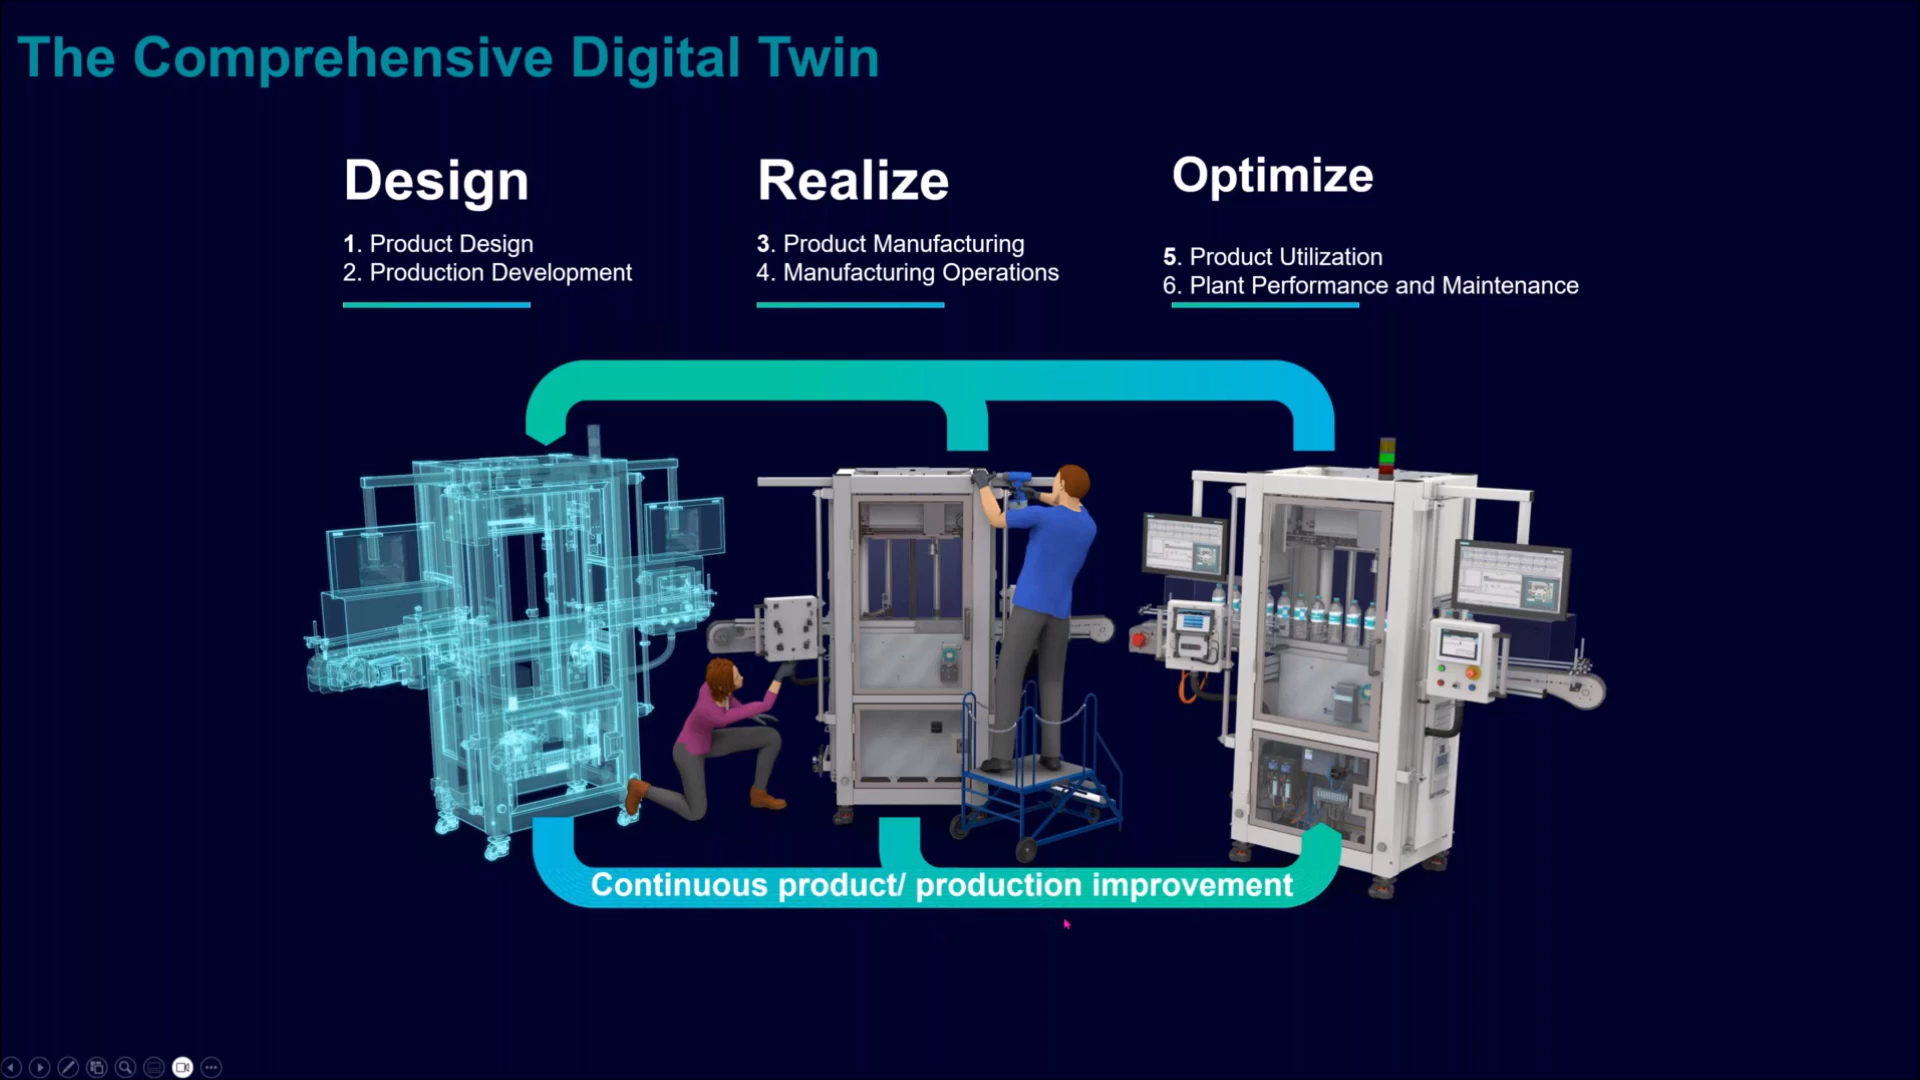 The Comprehensive Digital Twin
Design
1. Product Design
2. Production Development
Realize
3. Product Manufacturing
4. Manufacturing Operations
Optimize
5. Product Utilization
6. Plant Performance and Maintenance
Continuous product/ production improvement